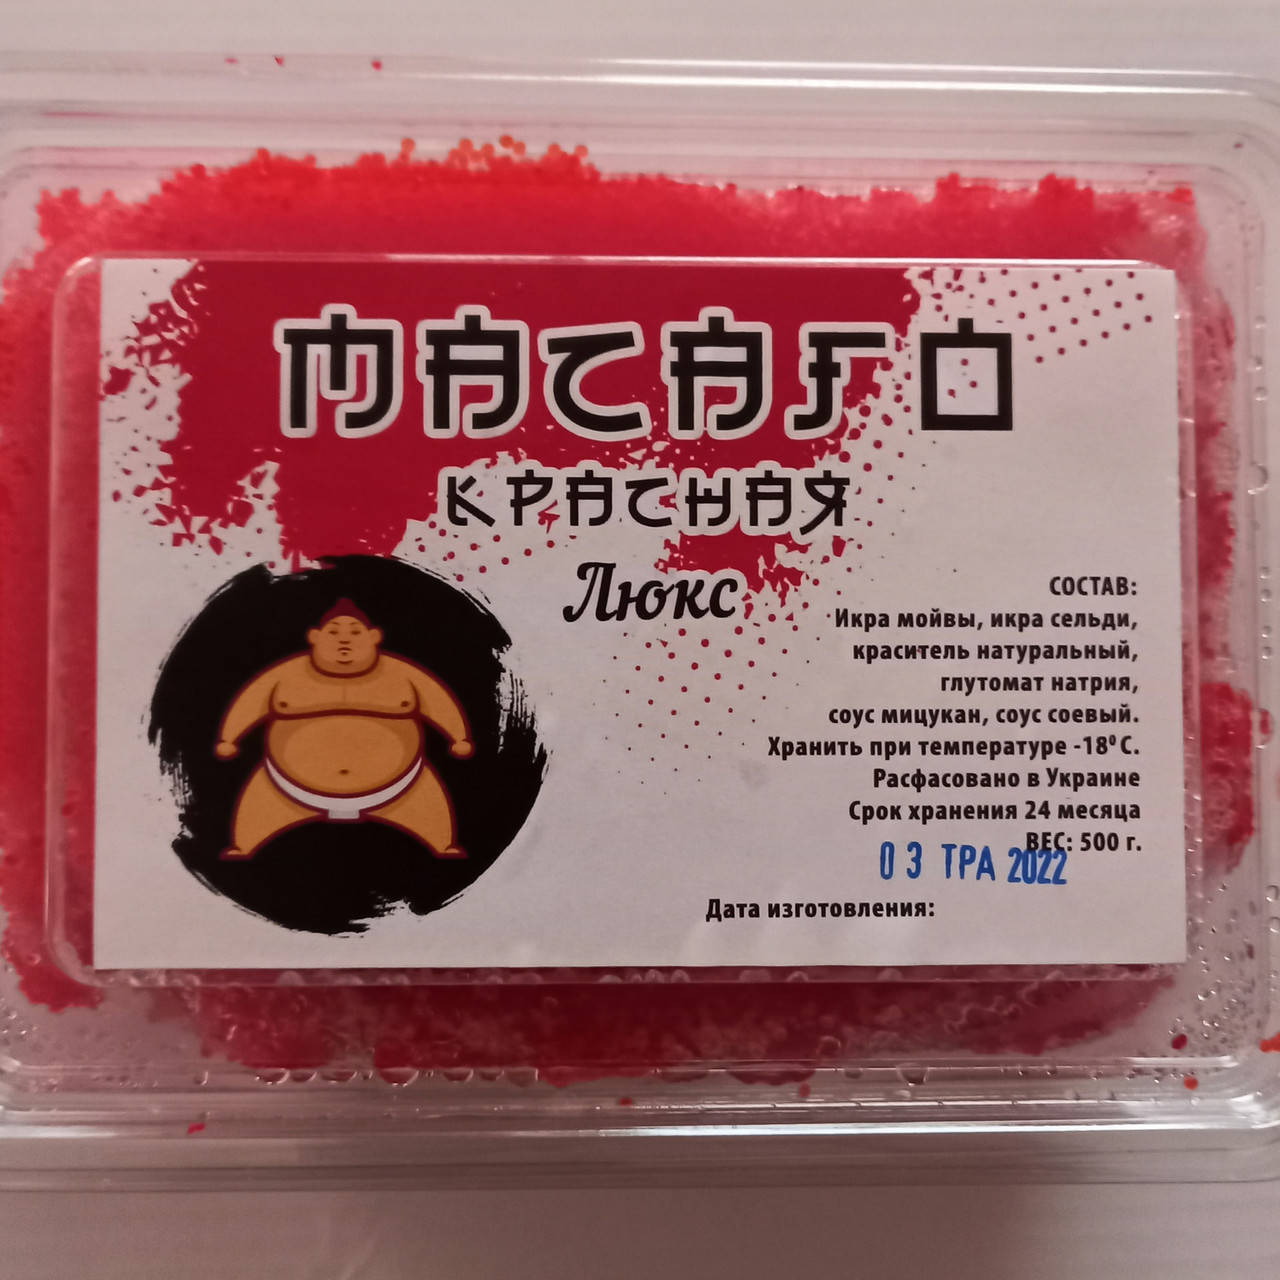 МАСАГО
КРАСНАЯ
Люкс
СОСТАВ:
Икра мойвы, икра сельди,
краситель натуральный,
глутомат натрия,
соус мицукан, соус соевый.
Хранить при температуре -18⁰ С.
Расфасовано в Украине
Срок хранения 24 месяца
ВЕС: 500 г.
03 ТРА 2022
Дата изготовления: